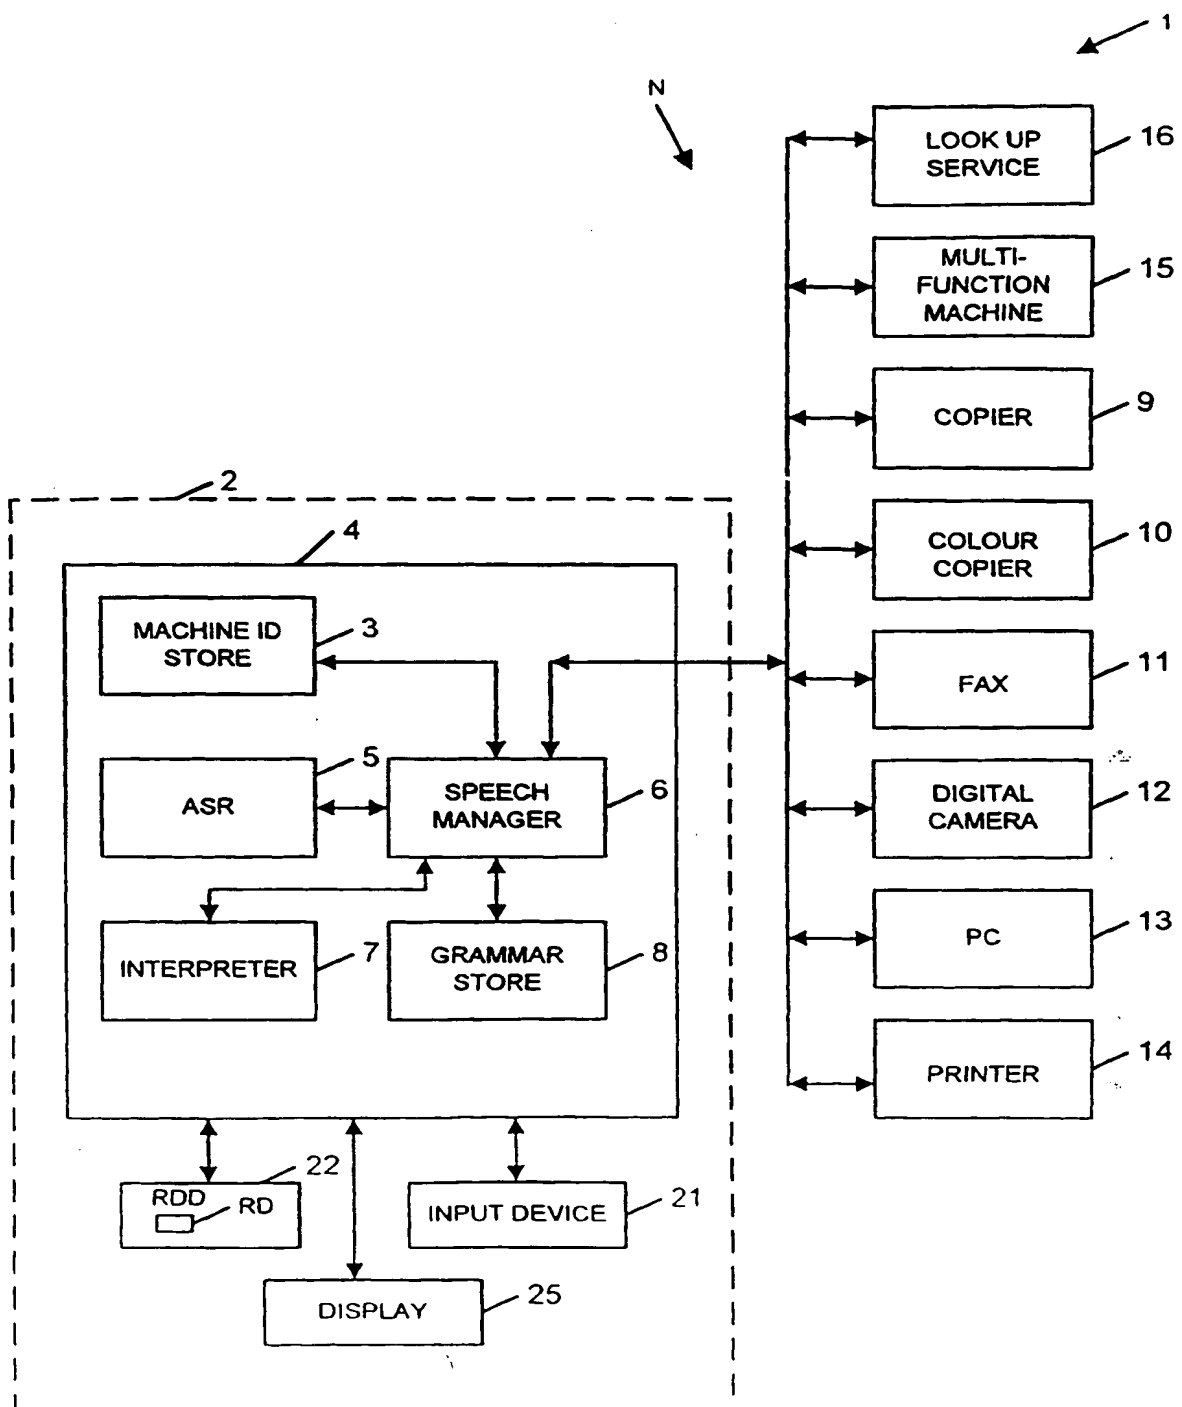 1
N
LOOK UP
SERVICE
16
MULTI-
FUNCTION
MACHINE
15
COPIER
9
COLOUR
COPIER
10
FAX
11
DIGITAL
CAMERA
12
PC
13
PRINTER
14
2
4
MACHINE ID
STORE
3
ASR
5
SPEECH
MANAGER
6
INTERPRETER
7
GRAMMAR
STORE
8
RDD
RD
22
INPUT DEVICE
21
DISPLAY
25